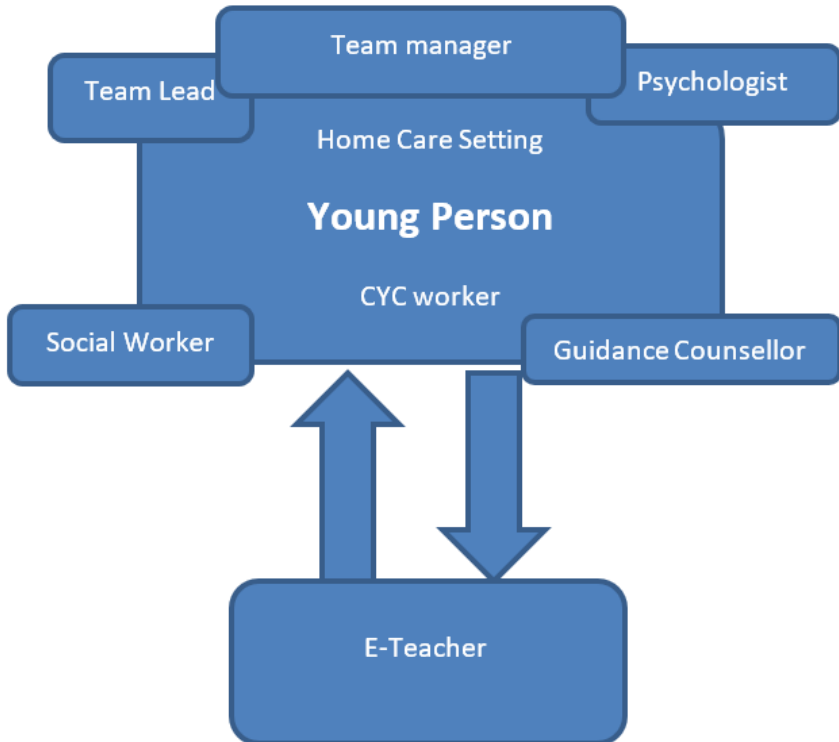 Team manager
Team Lead
Psychologist
Home Care Setting
Young Person
CYC worker
Social Worker
Guidance Counsellor
E-Teacher